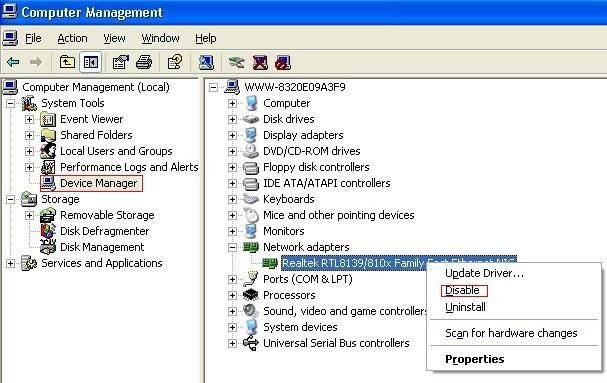 Computer Management
File Action View Window Help
Computer Management (Local)
System Tools
Event Viewer
Shared Folders
Local Users and Groups
Performance Logs and Alerts
Device Manager
Storage
Removable Storage
Disk Defragmenter
Disk Management
Services and Applications
WWW-8320E09A3F9
Computer
Disk drives
Display adapters
DVD/CD-ROM drives
Floppy disk controllers
IDE ATA/ATAPI controllers
Keyboards
Mice and other pointing devices
Monitors
Network adapters
Realtek RTL8139/810x Family Fast Ethernet NIC
Ports (COM & LPT)
Processors
Sound, video and game controllers
System devices
Universal Serial Bus controllers
Update Driver...
Disable
Uninstall
Scan for hardware changes
Properties